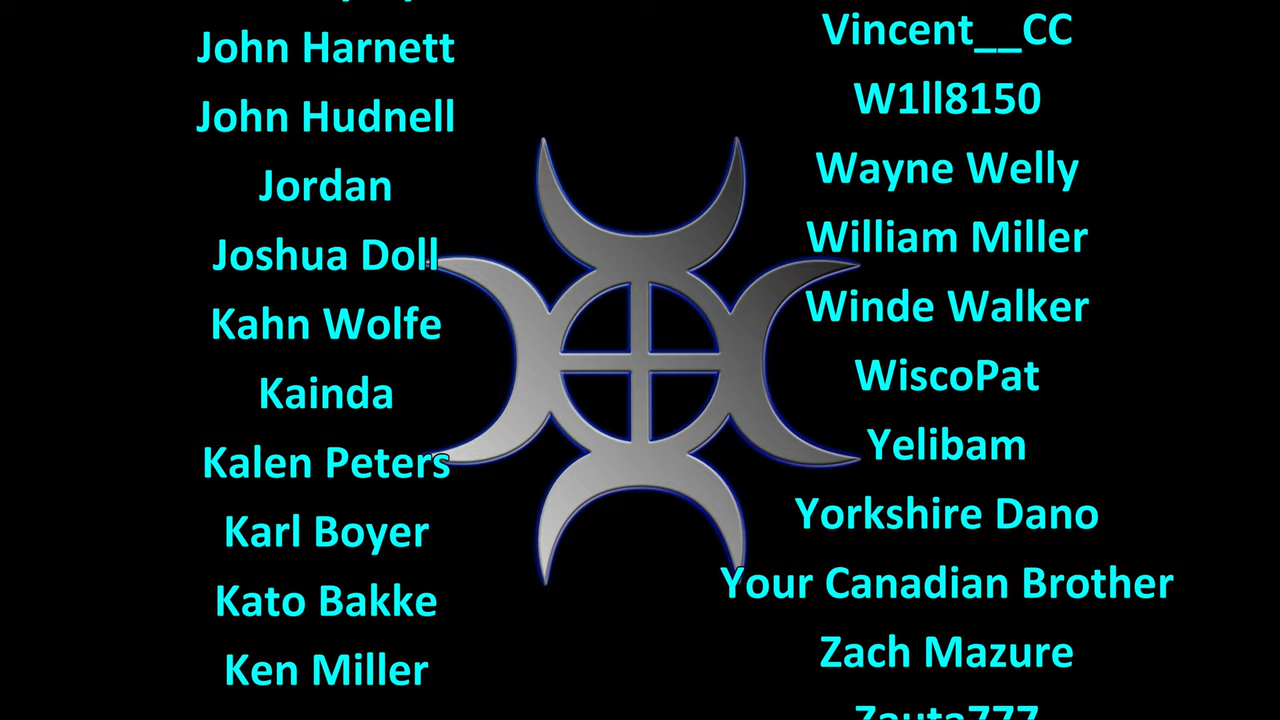 John Harnett
John Hudnell
Jordan
Joshua Doll
Kahn Wolfe
Kainda
Kalen Peters
Karl Boyer
Kato Bakke
Ken Miller
Vincent__CC
W1ll8150
Wayne Welly
William Miller
Winde Walker
WiscoPat
Yelibam
Yorkshire Dano
Your Canadian Brother
Zach Mazure
Zauta777